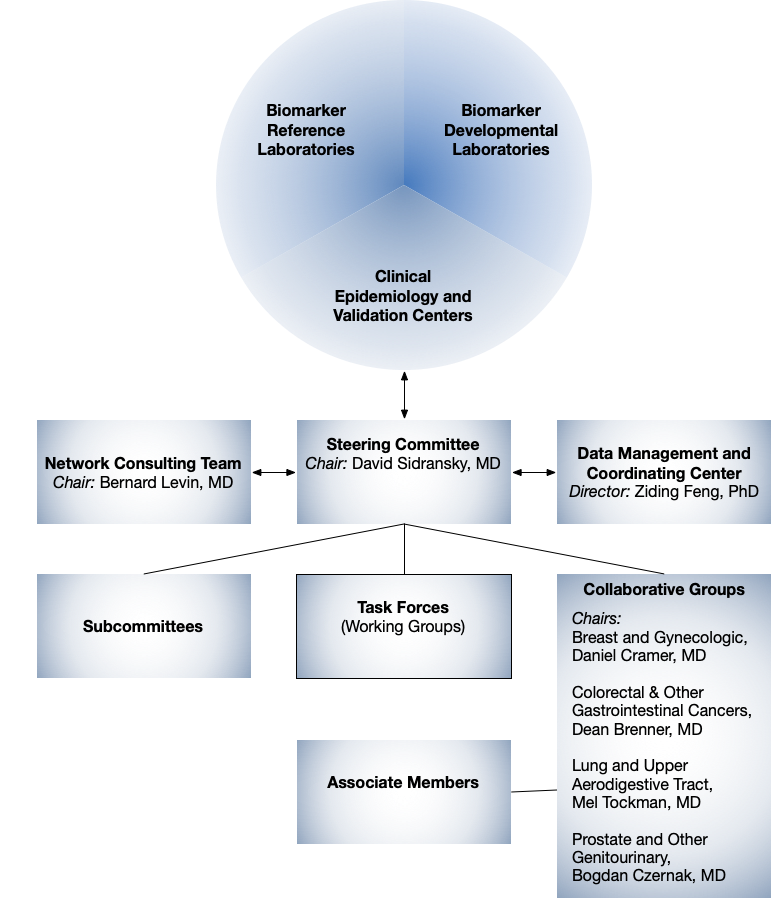 Biomarker
Reference
Laboratories
Biomarker
Developmental
Laboratories
Clinical
Epidemiology and
Validation Centers
Network Consulting Team
Chair: Bernard Levin, MD
Steering Committee
Chair: David Sidransky, MD
Data Management and
Coordinating Center
Director: Ziding Feng, PhD
Subcommittees
Task Forces
(Working Groups)
Collaborative Groups
Chairs:
Breast and Gynecologic,
Daniel Cramer, MD
Colorectal & Other
Gastrointestinal Cancers,
Dean Brenner, MD
Lung and Upper
Aerodigestive Tract,
Mel Tockman, MD
Prostate and Other
Genitourinary,
Bogdan Czernak, MD
Associate Members